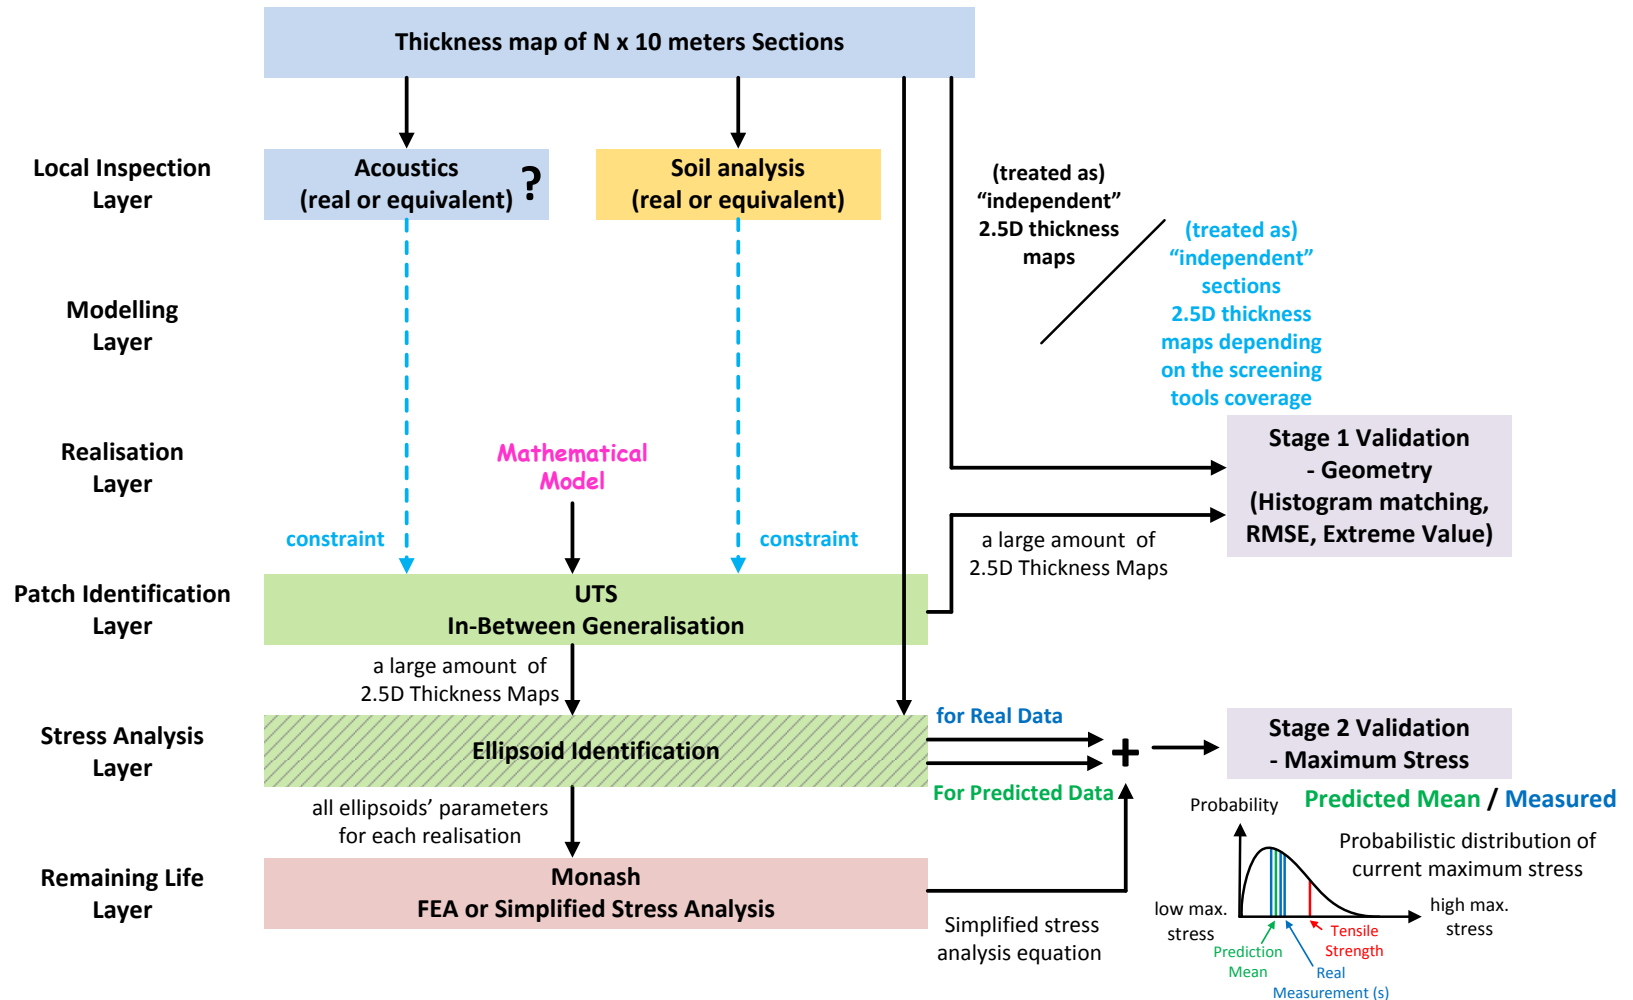 Thickness map of N x 10 meters Sections
Local Inspection
Layer
Acoustics
(real or equivalent)
?
Soil analysis
(real or equivalent)
(treated as)
“independent”
2.5D thickness
maps
(treated as)
“independent”
sections
2.5D thickness
maps depending
on the screening
tools coverage
Modelling
Layer
Realisation
Layer
Mathematical
Model
constraint
constraint
Stage 1 Validation
- Geometry
(Histogram matching,
RMSE, Extreme Value)
a large amount of
2.5D Thickness Maps
Patch Identification
Layer
UTS
In-Between Generalisation
a large amount of
2.5D Thickness Maps
Stress Analysis
Layer
Ellipsoid Identification
for Real Data
For Predicted Data
+
Stage 2 Validation
- Maximum Stress
Predicted Mean / Measured
all ellipsoids’ parameters
for each realisation
Remaining Life
Layer
Monash
FEA or Simplified Stress Analysis
Simplified stress
analysis equation
Probability
Probabilistic distribution of
current maximum stress
low max.
stress
high max.
stress
Tensile
Strength
Prediction
Mean
Real
Measurement (s)